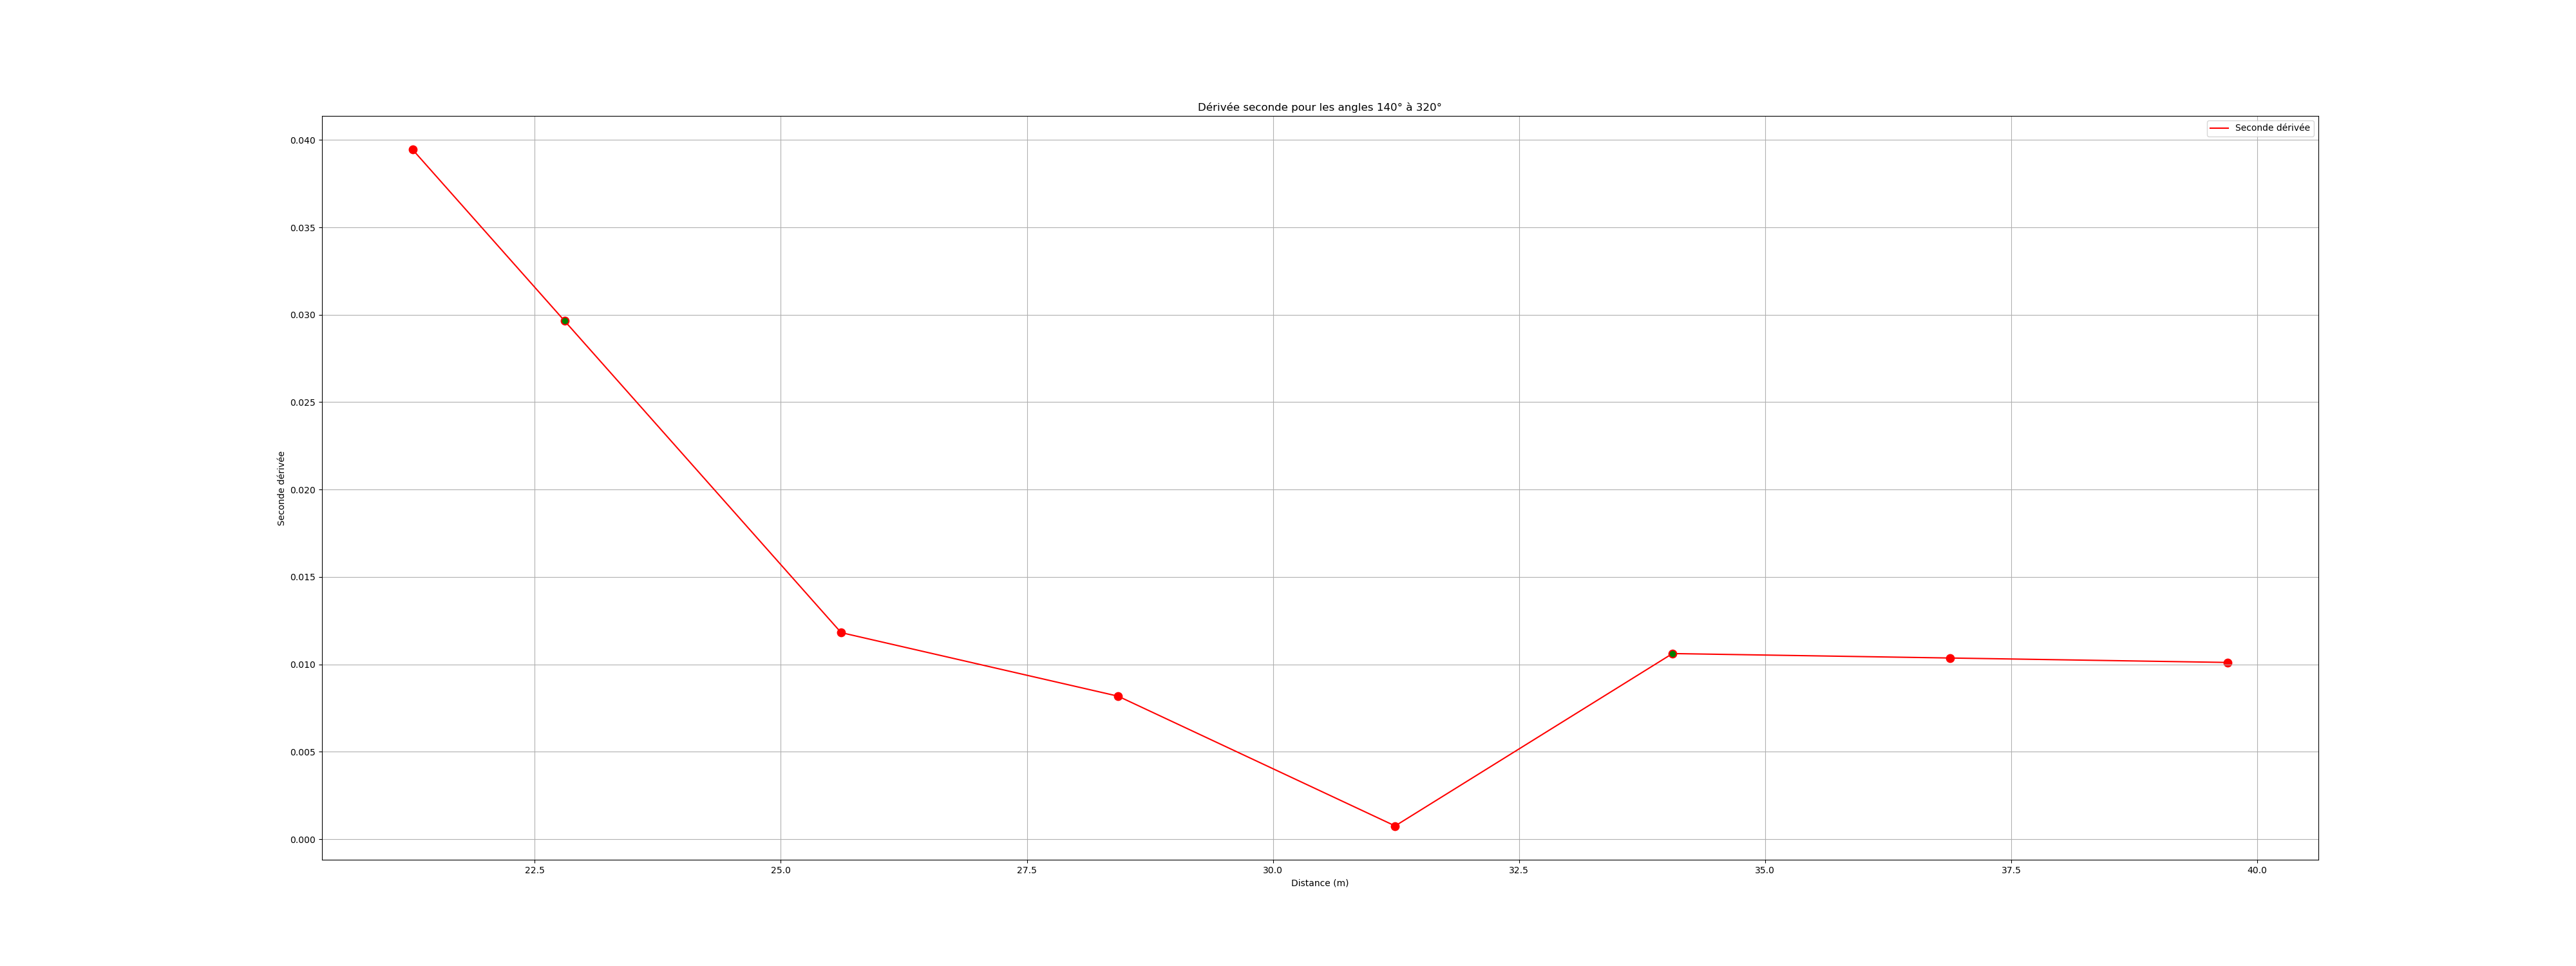 Dérivée seconde pour les angles 140° à 320°
Seconde dérivée
0.040
0.035
0.030
0.025
0.020
0.015
0.010
0.005
0.000
Seconde dérivée
22.5 25.0 27.5 30.0 32.5 35.0 37.5 40.0
Distance (m)